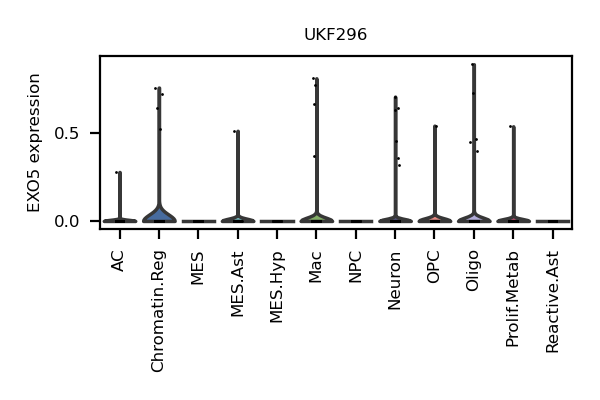 UKF296
EXO5 expression
0.5
0.0
AC
Chromatin.Reg
MES
MES.Ast
MES.Hyp
Mac
NPC
Neuron
OPC
Oligo
Prolif.Metab
Reactive.Ast